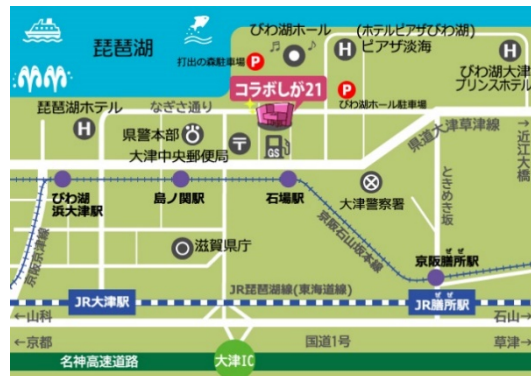 琵琶湖
打出の森駐車場
P
びわ湖ホール
(ホテルピアザびわ湖)
H ピアザ淡海
H
びわ湖大津
プリンスホテル
コラボしが21
P
びわ湖ホール駐車場
琵琶湖ホテル
H
なぎさ通り
県警本部
大津中央郵便局
〒
GS
県道大津草津線
→近江大橋
びわ湖
浜大津駅
島ノ関駅
石場駅
大津警察署
ときめき坂
京阪京津線
滋賀県庁
京阪石山坂本線
京阪膳所駅
ぜぜ
JR大津駅
JR琵琶湖線(東海道線)
JR膳所駅
ぜぜ
←山科
石山→
←京都
国道1号
草津→
名神高速道路
大津IC